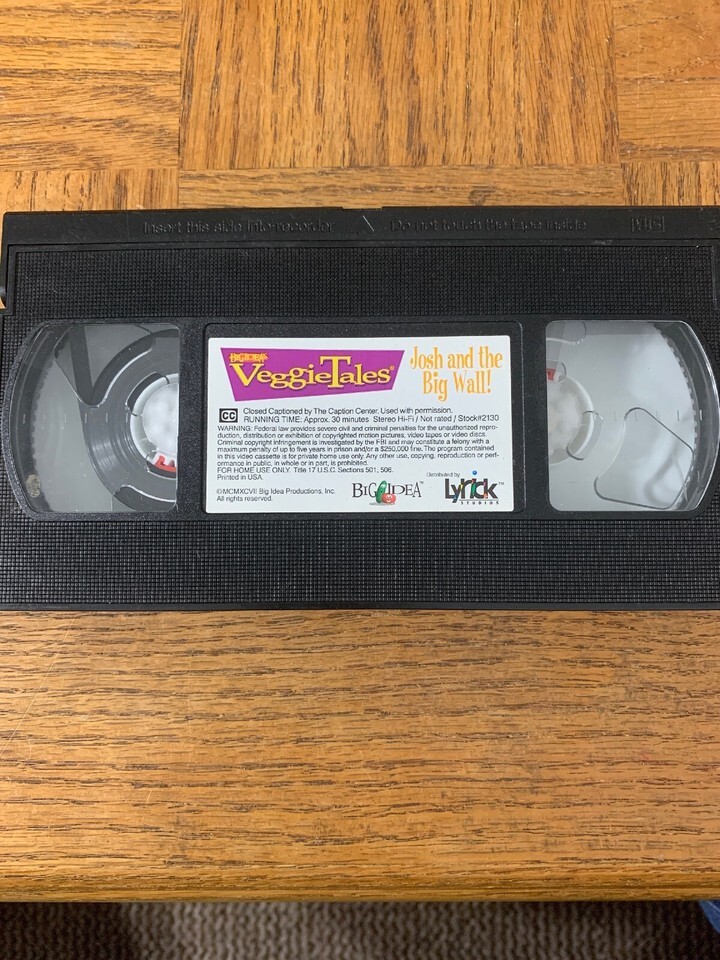 Insert this side into recorder \ Do not touch the tape inside VHS
BIG IDEA'S
VeggieTales®
Josh and the
Big Wall!
CC Closed Captioned by The Caption Center. Used with permission.
RUNNING TIME: Approx. 30 minutes Stereo Hi-Fi / Not rated / Stock#2130
WARNING: Federal law provides severe civil and criminal penalties for the unauthorized repro-
duction, distribution or exhibition of copyrighted motion pictures, video tapes or video discs.
Criminal copyright infringement is investigated by the FBI and may constitute a felony with a
maximum penalty of up to five years in prison and/or a $250,000 fine. The program contained
in this video cassette is for private home use only. Any other use, copying, reproduction or perf-
ormance in public, in whole or in part, is prohibited.
FOR HOME USE ONLY. Title 17 U.S.C. Sections 501, 506.
Printed in USA.
©MCMXCVII Big Idea Productions, Inc.
All rights reserved.
BIG IDEA™
distributed by
Lyrick™
STUDIOS